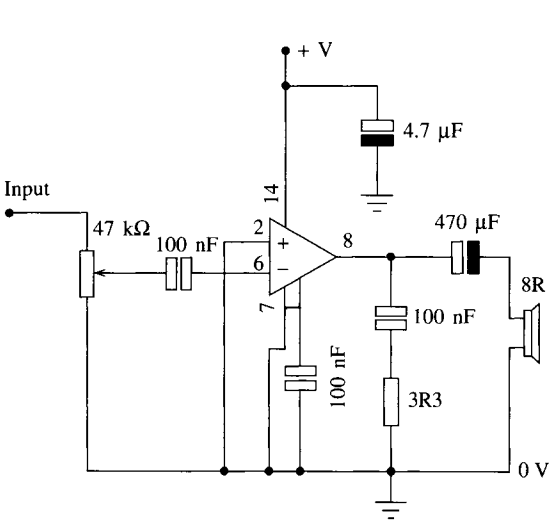 + V
4.7 µF
14
Input
47 kΩ
100 nF
2
+
6
−
8
470 µF
7
100 nF
100 nF
8R
3R3
0 V